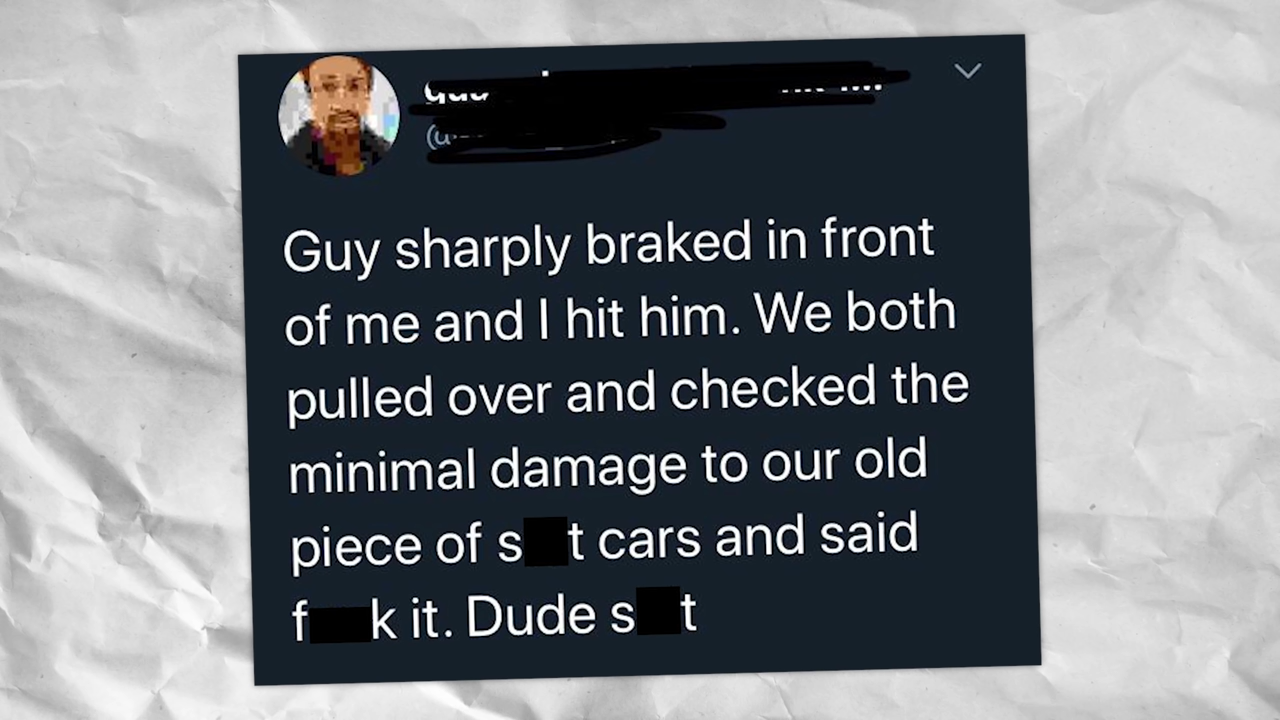 Guy sharply braked in front
of me and I hit him. We both
pulled over and checked the
minimal damage to our old
piece of s t cars and said
f k it. Dude s t